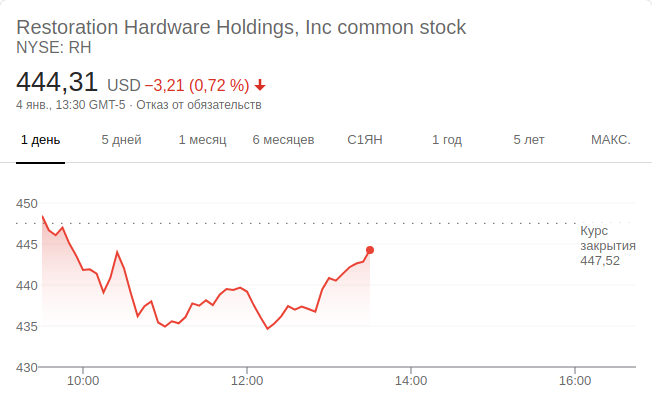 Restoration Hardware Holdings, Inc common stock
NYSE: RH
444,31 USD −3,21 (0,72 %)
4 янв., 13:30 GMT-5 · Отказ от обязательств
1 день 5 дней 1 месяц 6 месяцев С1ЯН 1 год 5 лет МАКС.
450
445
440
435
430
Курс
закрытия
447,52
10:00 12:00 14:00 16:00